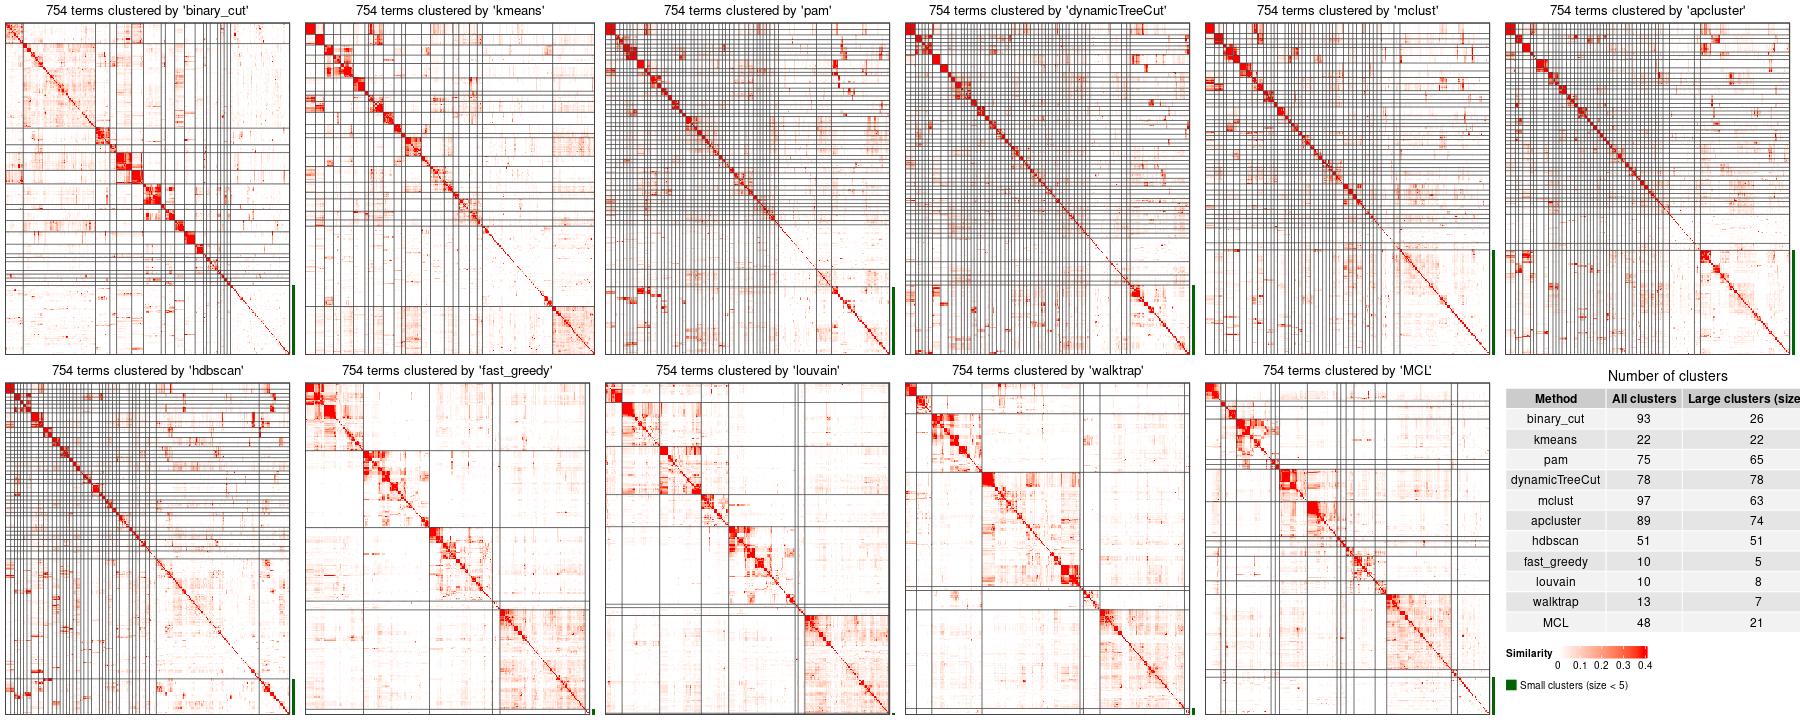 754 terms clustered by 'binary_cut'
754 terms clustered by 'kmeans'
754 terms clustered by 'pam'
754 terms clustered by 'dynamicTreeCut'
754 terms clustered by 'mclust'
754 terms clustered by 'apcluster'
754 terms clustered by 'hdbscan'
754 terms clustered by 'fast_greedy'
754 terms clustered by 'louvain'
754 terms clustered by 'walktrap'
754 terms clustered by 'MCL'
Number of clusters
Method All clusters Large clusters (size
binary_cut 93 26
kmeans 22 22
pam 75 65
dynamicTreeCut 78 78
mclust 97 63
apcluster 89 74
hdbscan 51 51
fast_greedy 10 5
louvain 10 8
walktrap 13 7
MCL 48 21
Similarity
0 0.1 0.2 0.3 0.4
Small clusters (size < 5)